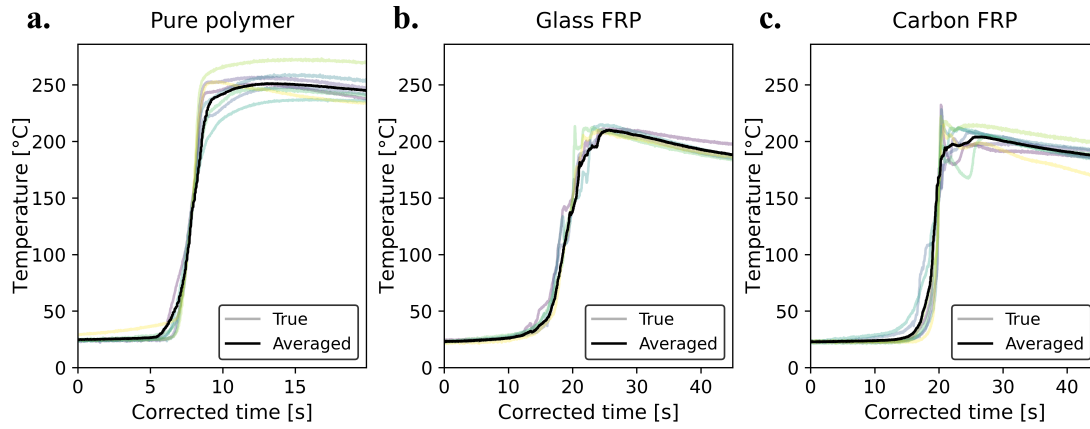 a. Pure polymer
Temperature [°C]
250
200
150
100
50
0
0 5 10 15
Corrected time [s]
True
Averaged
b. Glass FRP
Temperature [°C]
250
200
150
100
50
0
0 10 20 30 40
Corrected time [s]
True
Averaged
c. Carbon FRP
Temperature [°C]
250
200
150
100
50
0
0 10 20 30 40
Corrected time [s]
True
Averaged